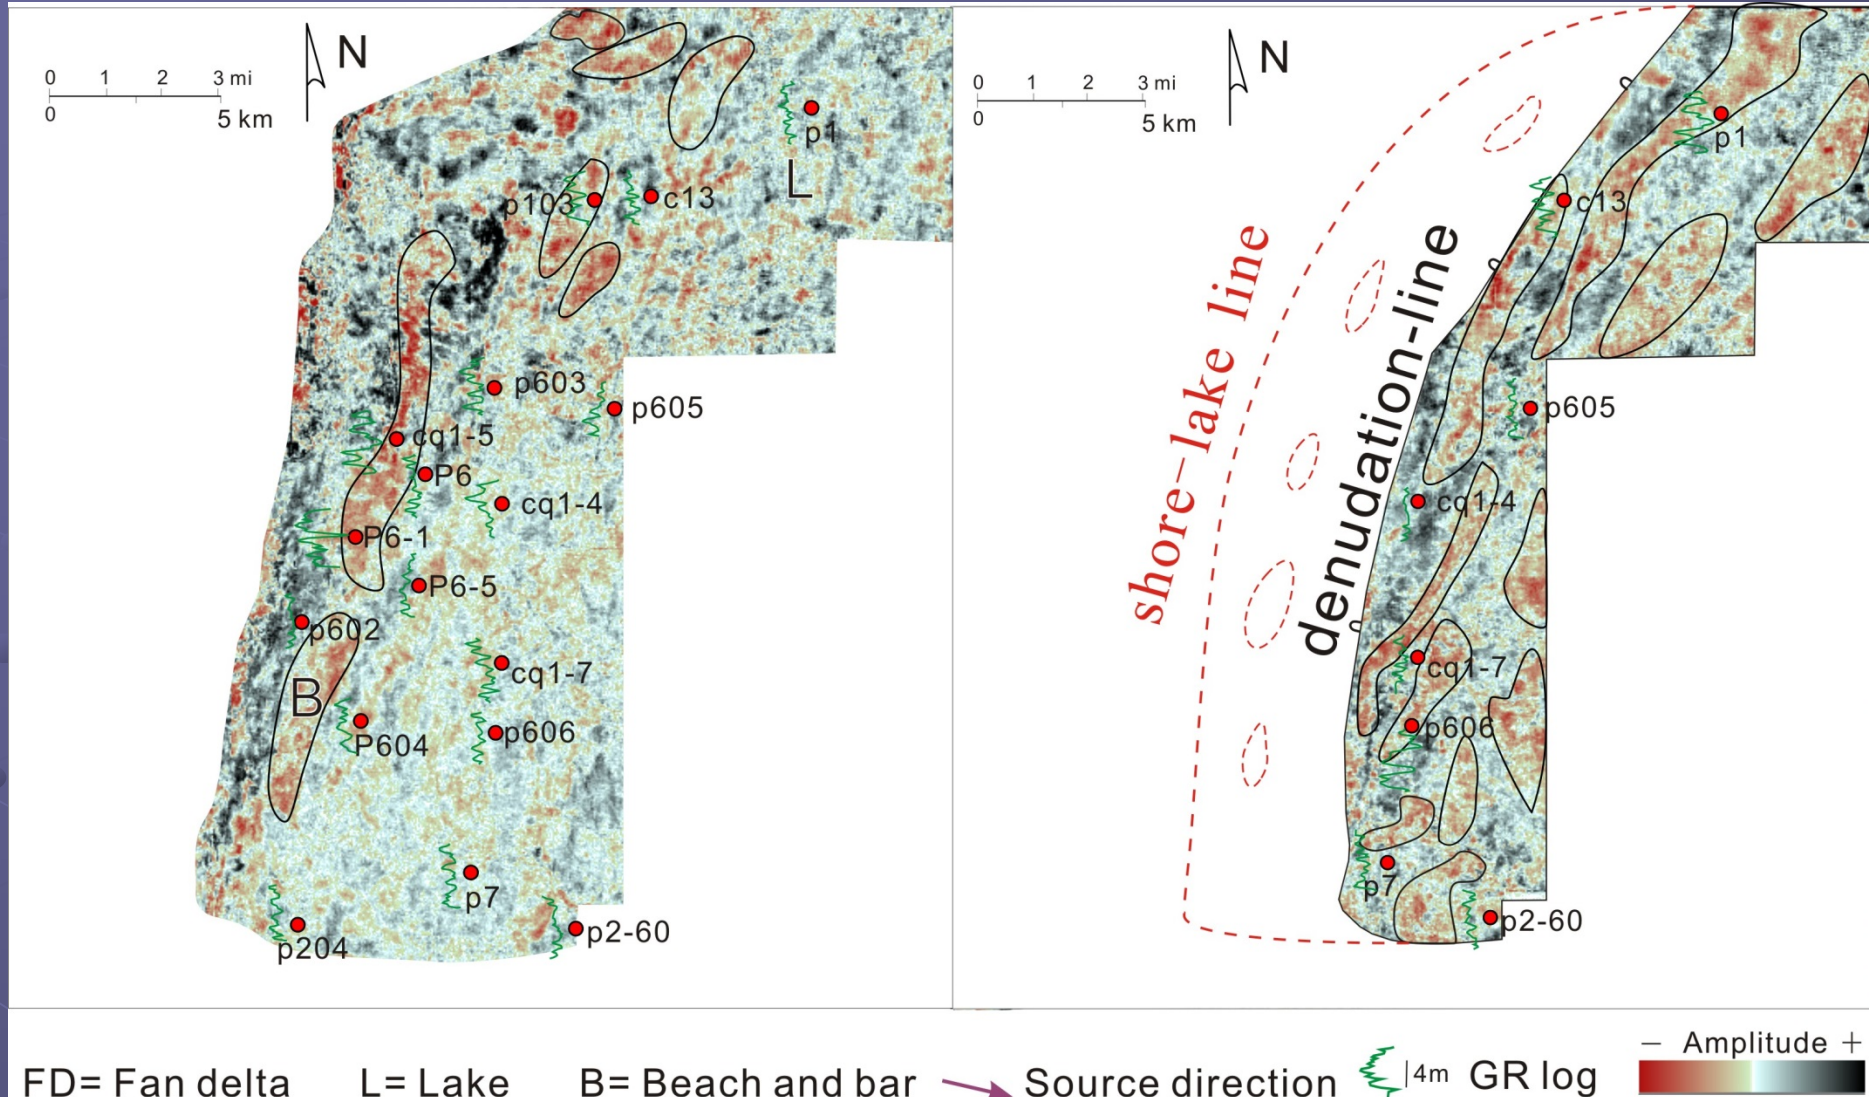 N
0 1 2 3 mi
0 5 km
p1
L
p103
c13
p603
p605
cq1-5
P6
cq1-4
P6-1
P6-5
p602
cq1-7
B
P604
p606
p7
p204
p2-60
N
0 1 2 3 mi
0 5 km
p1
c13
shore-lake line
denudation-line
p605
cq1-4
cq1-7
p606
p7
p2-60
FD= Fan delta L= Lake B= Beach and bar Source direction 4m GR log
− Amplitude +